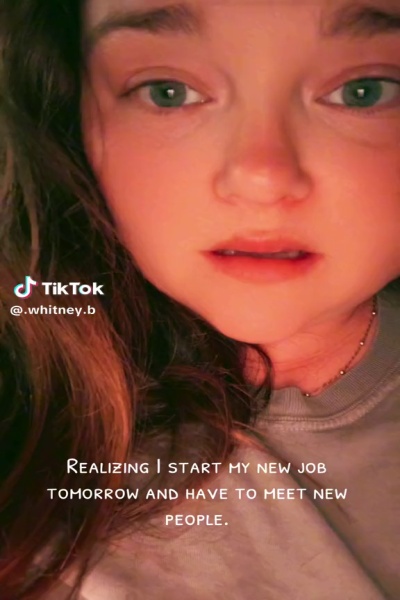 TikTok
@.whitney.b
Realizing I start my new job
tomorrow and have to meet new
people.